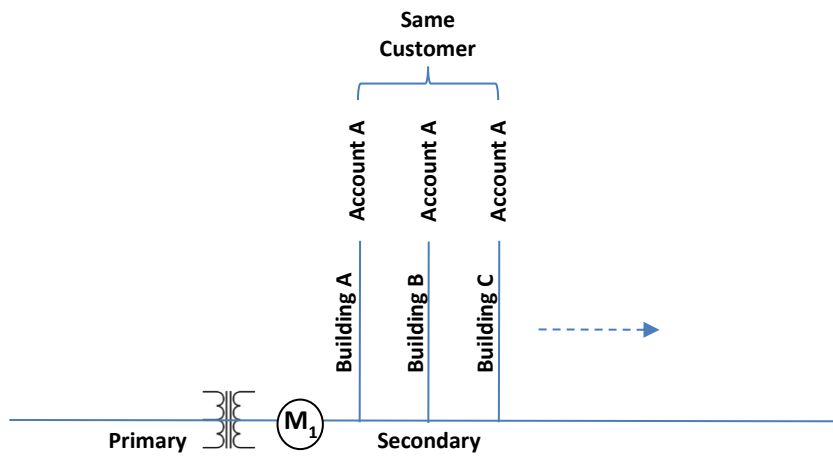 Same
Customer
Account A
Account A
Account A
Building A
Building B
Building C
M1
Primary
Secondary